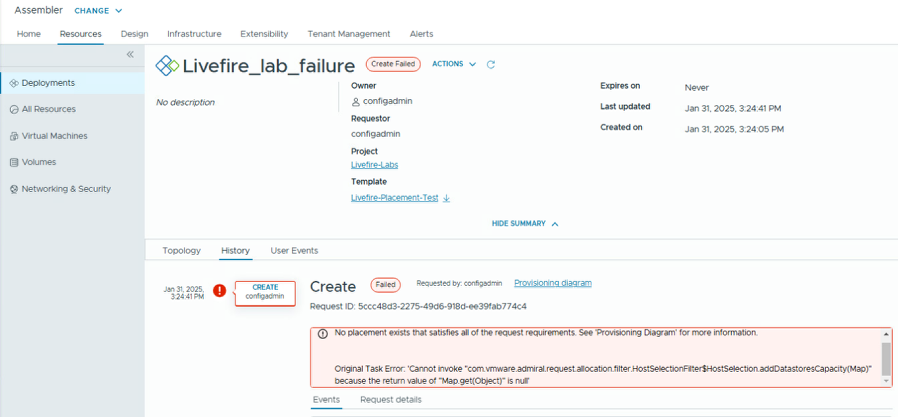 Assembler CHANGE
Home Resources Design Infrastructure Extensibility Tenant Management Alerts
Deployments
All Resources
Virtual Machines
Volumes
Networking & Security
Livefire_lab_failure Create Failed ACTIONS
No description
Owner
configadmin
Requestor
configadmin
Project
Livefire-Labs
Template
Livefire-Placement-Test
Expires on Never
Last updated Jan 31, 2025, 3:24:41 PM
Created on Jan 31, 2025, 3:24:05 PM
HIDE SUMMARY
Topology History User Events
Jan 31, 2025,
3:24:41 PM
CREATE
configadmin
Create Failed Requested by: configadmin Provisioning diagram
Request ID: 5ccc48d3-2275-49d6-918d-ee39fab774c4
No placement exists that satisfies all of the request requirements. See 'Provisioning Diagram' for more information.
Original Task Error: 'Cannot invoke "com.vmware.admiral.request.allocation.filter.HostSelectionFilter$HostSelection.addDatastoresCapacity(Map)"
because the return value of "Map.get(Object)" is null'
Events Request details